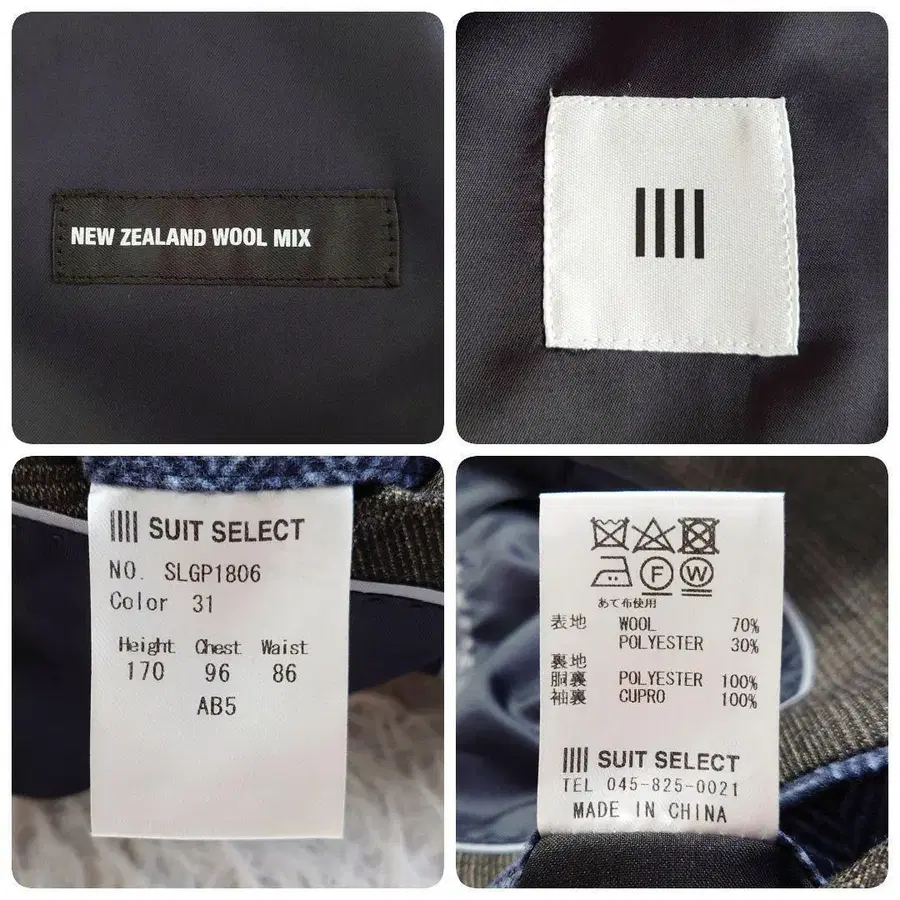 NEW ZEALAND WOOL MIX
SUIT SELECT
NO. SLGP1806
Color 31
Height Chest Waist
170 96 86
AB5
F W
あて布使用
表地 WOOL 70%
POLYESTER 30%
裏地
胴裏 POLYESTER 100%
袖裏 CUPRO 100%
SUIT SELECT
TEL 045-825-0021
MADE IN CHINA